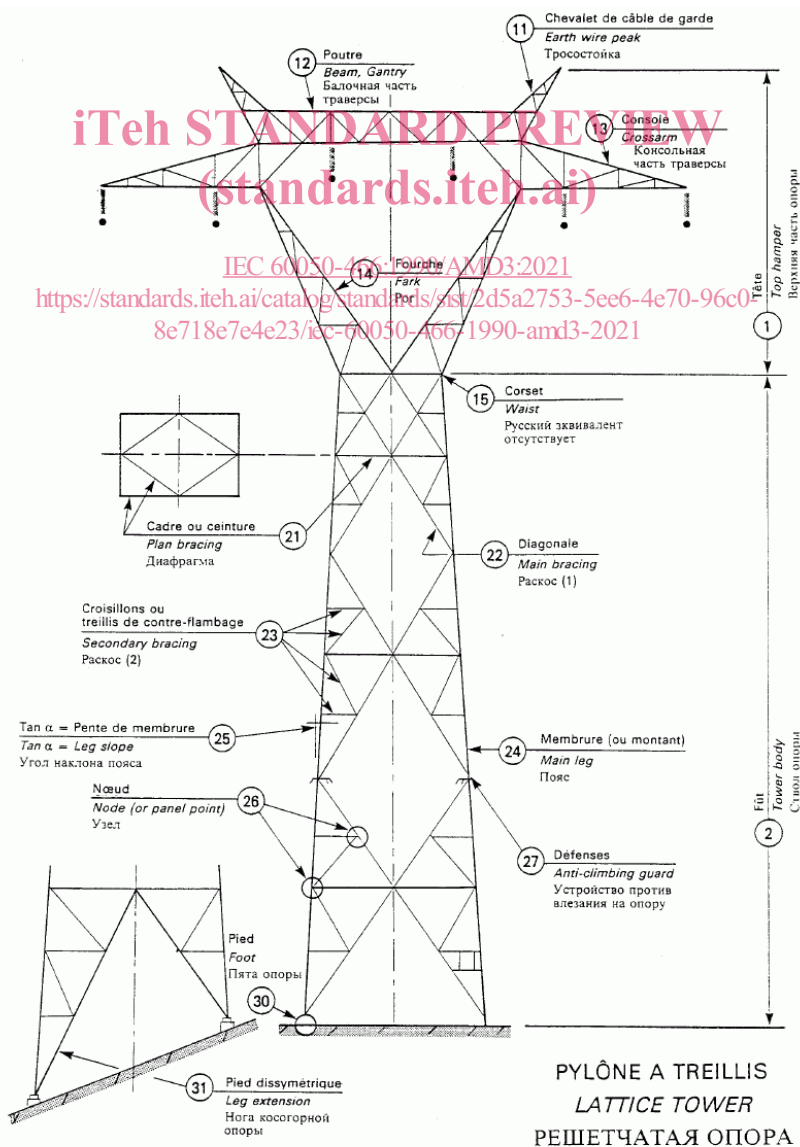 11
Chevalet de câble de garde
Earth wire peak
Тросостойка
12
Poutre
Beam, Gantry
Балочная часть
траверсы
iTeh STANDARD PREVIEW
(standards.iteh.ai)
13
Console
Crossarm
Консольная
часть траверсы
IEC 60050-466:1990/AMD3:2021
https://standards.iteh.ai/catalog/standards/sist/2d5a2753-5ee6-4e70-96c0-
8e718e7e4e23/iec-60050-466-1990-amd3-2021
14
Fourche
Fark
Рог
Tête
Top hamper
Верхняя часть опоры
1
15
Corset
Waist
Русский эквивалент
отсутствует
Cadre ou ceinture
Plan bracing
Диафрагма
21
22
Diagonale
Main bracing
Раскос (1)
Croisillons ou
treillis de contre-flambage
Secondary bracing
Раскос (2)
23
Tan α = Pente de membrure
Tan α = Leg slope
Угол наклона пояса
25
24
Membrure (ou montant)
Main leg
Пояс
Nœud
Node (or panel point)
Узел
26
27
Défenses
Anti-climbing guard
Устройство против
влезания на опору
Fût
Tower body
Ствол опоры
2
Pied
Foot
Пята опоры
30
31
Pied dissymétrique
Leg extension
Нога косогорной
опоры
PYLÔNE A TREILLIS
LATTICE TOWER
РЕШЕТЧАТАЯ ОПОРА